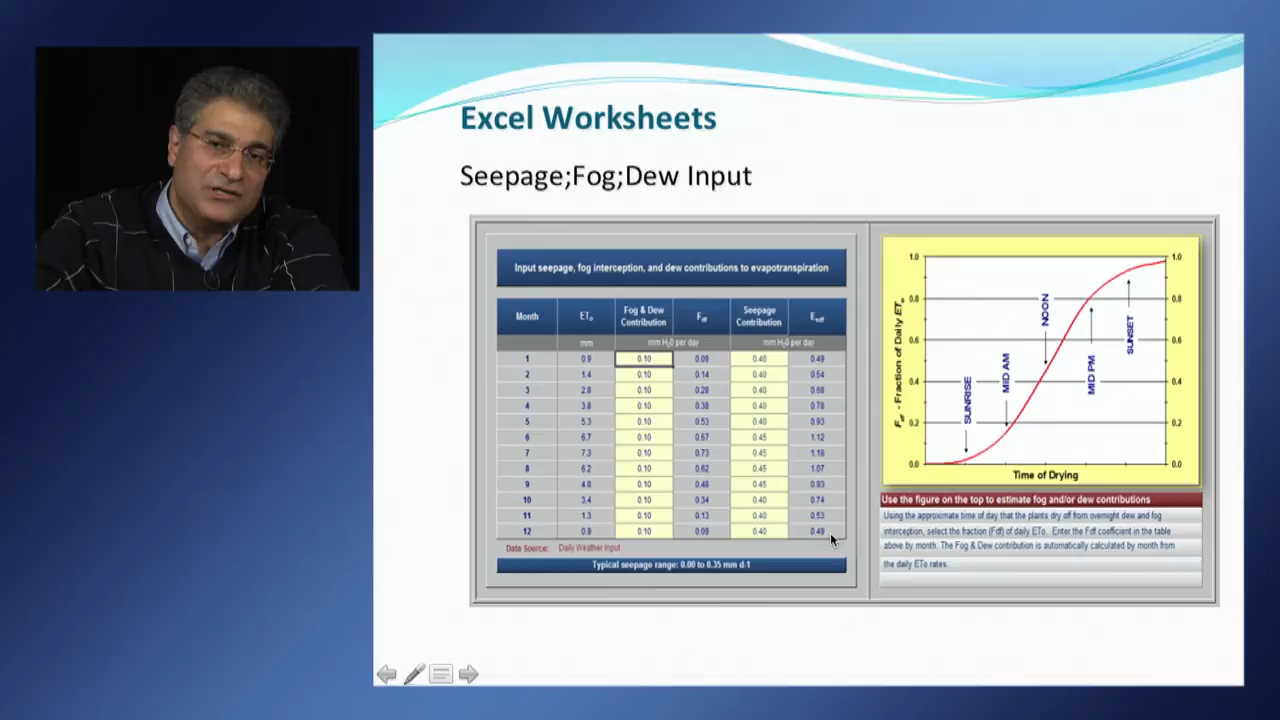 Excel Worksheets
Seepage;Fog;Dew Input
Input seepage, fog interception, and dew contributions to evapotranspiration
Month ETo Fog & Dew Contribution Fdf Seepage Contribution Esdf
mm mm H20 per day mm H20 per day
1 0.9 0.10 0.09 0.40 0.49
2 1.4 0.10 0.14 0.40 0.54
3 2.8 0.10 0.28 0.40 0.68
4 3.8 0.10 0.38 0.40 0.78
5 5.3 0.10 0.53 0.40 0.93
6 6.7 0.10 0.67 0.45 1.12
7 7.3 0.10 0.73 0.45 1.18
8 6.2 0.10 0.62 0.45 1.07
9 4.8 0.10 0.48 0.45 0.93
10 3.4 0.10 0.34 0.40 0.74
11 1.3 0.10 0.13 0.40 0.53
12 0.9 0.10 0.09 0.40 0.49
Data Source: Daily Weather Input
Typical seepage range: 0.00 to 0.35 mm d-1
1.0 1.0
0.8 0.8
0.6 0.6
0.4 0.4
0.2 0.2
0.0 0.0
Fdf - Fraction of Daily ETo
SUNRISE
MID AM
NOON
MID PM
SUNSET
Time of Drying
Use the figure on the top to estimate fog and/or dew contributions
Using the approximate time of day that the plants dry off from overnight dew and fog
interception, select the fraction (Fdf) of daily ETo. Enter the Fdf coefficient in the table
above by month. The Fog & Dew contribution is automatically calculated by month from
the daily ETo rates.